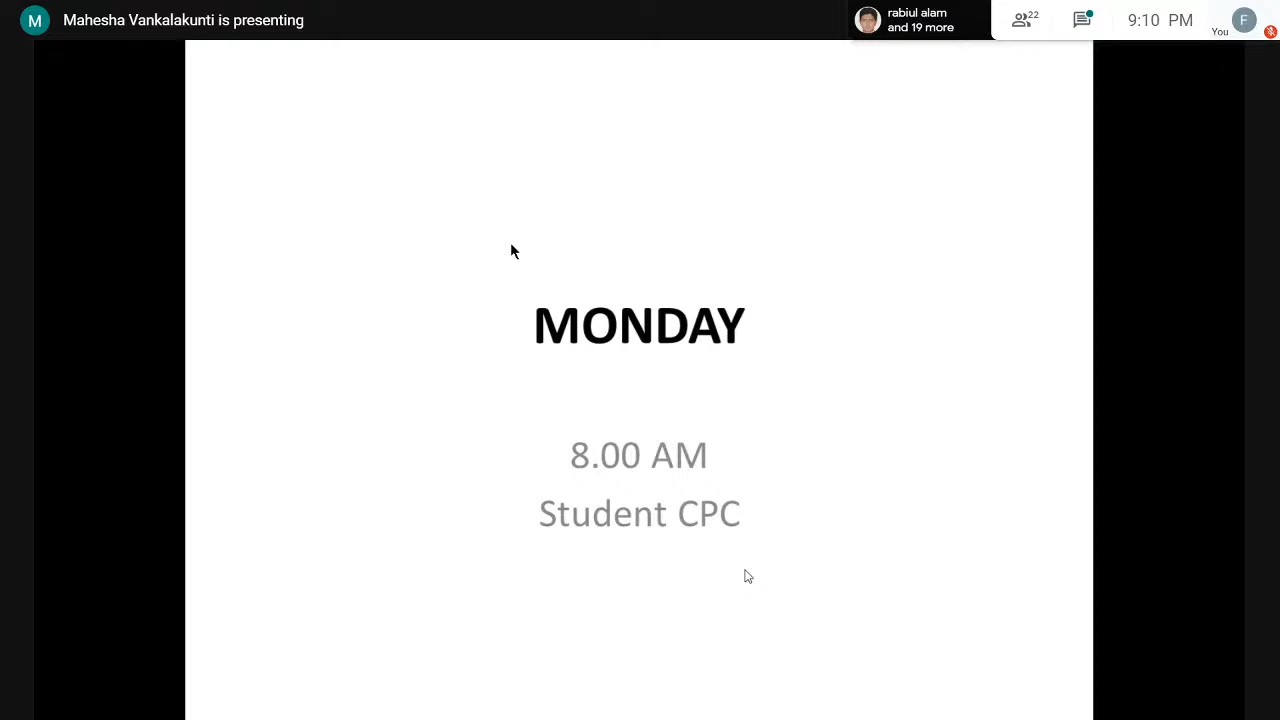 M Mahesha Vankalakunti is presenting
rabiul alam
and 19 more
22
9:10 PM
You
F
MONDAY
8.00 AM
Student CPC